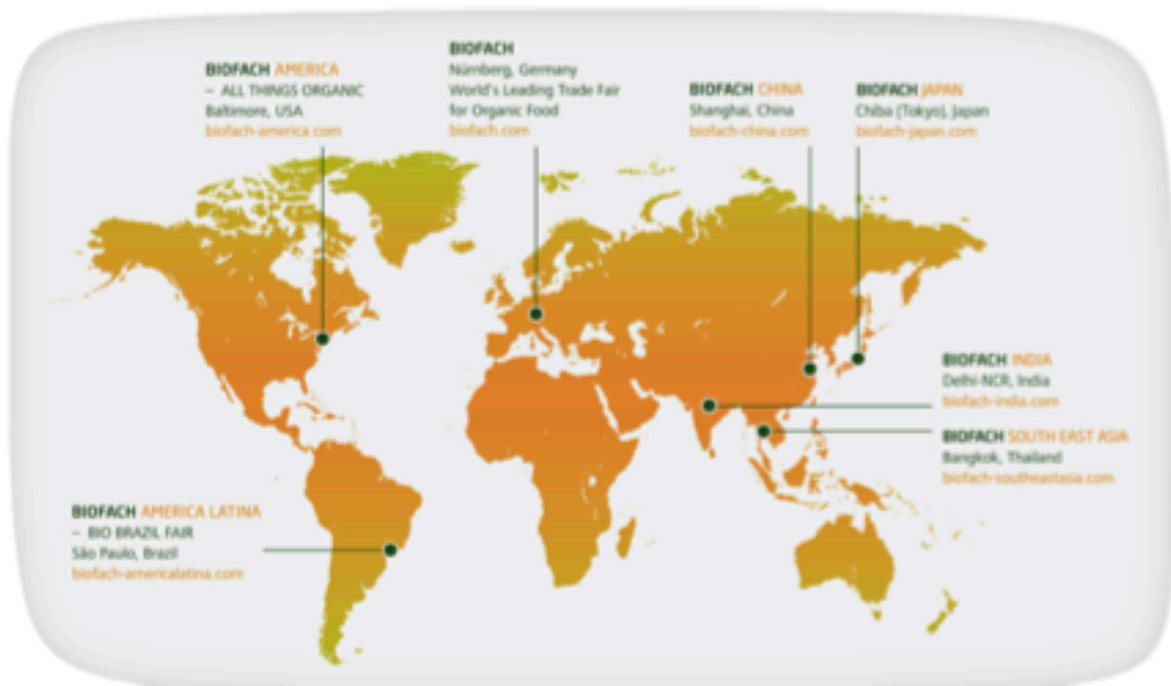 BIOFACH AMERICA
– ALL THINGS ORGANIC
Baltimore, USA
biofach-america.com
BIOFACH
Nürnberg, Germany
World's Leading Trade Fair
for Organic Food
biofach.com
BIOFACH CHINA
Shanghai, China
biofach-china.com
BIOFACH JAPAN
Chiba (Tokyo), Japan
biofach-japan.com
BIOFACH INDIA
Delhi-NCR, India
biofach-india.com
BIOFACH SOUTH EAST ASIA
Bangkok, Thailand
biofach-southeastasia.com
BIOFACH AMERICA LATINA
– BIO BRAZIL FAIR
São Paulo, Brazil
biofach-americalatina.com